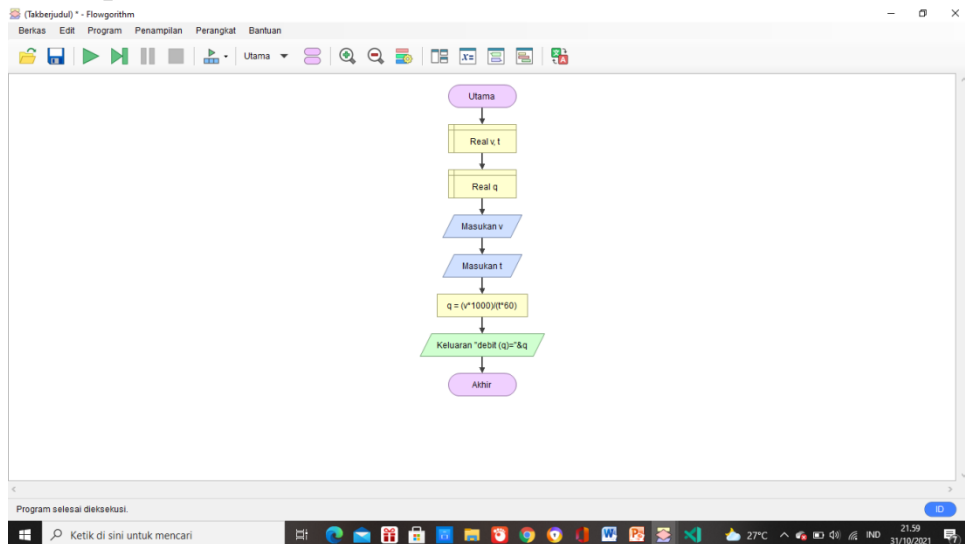 (Takberjudul) * - Flowgorithm
Berkas Edit Program Penampilan Perangkat Bantuan
Utama
Utama
Real v, t
Real q
Masukan v
Masukan t
q = (v*1000)/(t*60)
Keluaran "debit (q)="&q
Akhir
Program selesai dieksekusi.
ID
Ketik di sini untuk mencari
27°C
IND
21.59
31/10/2021